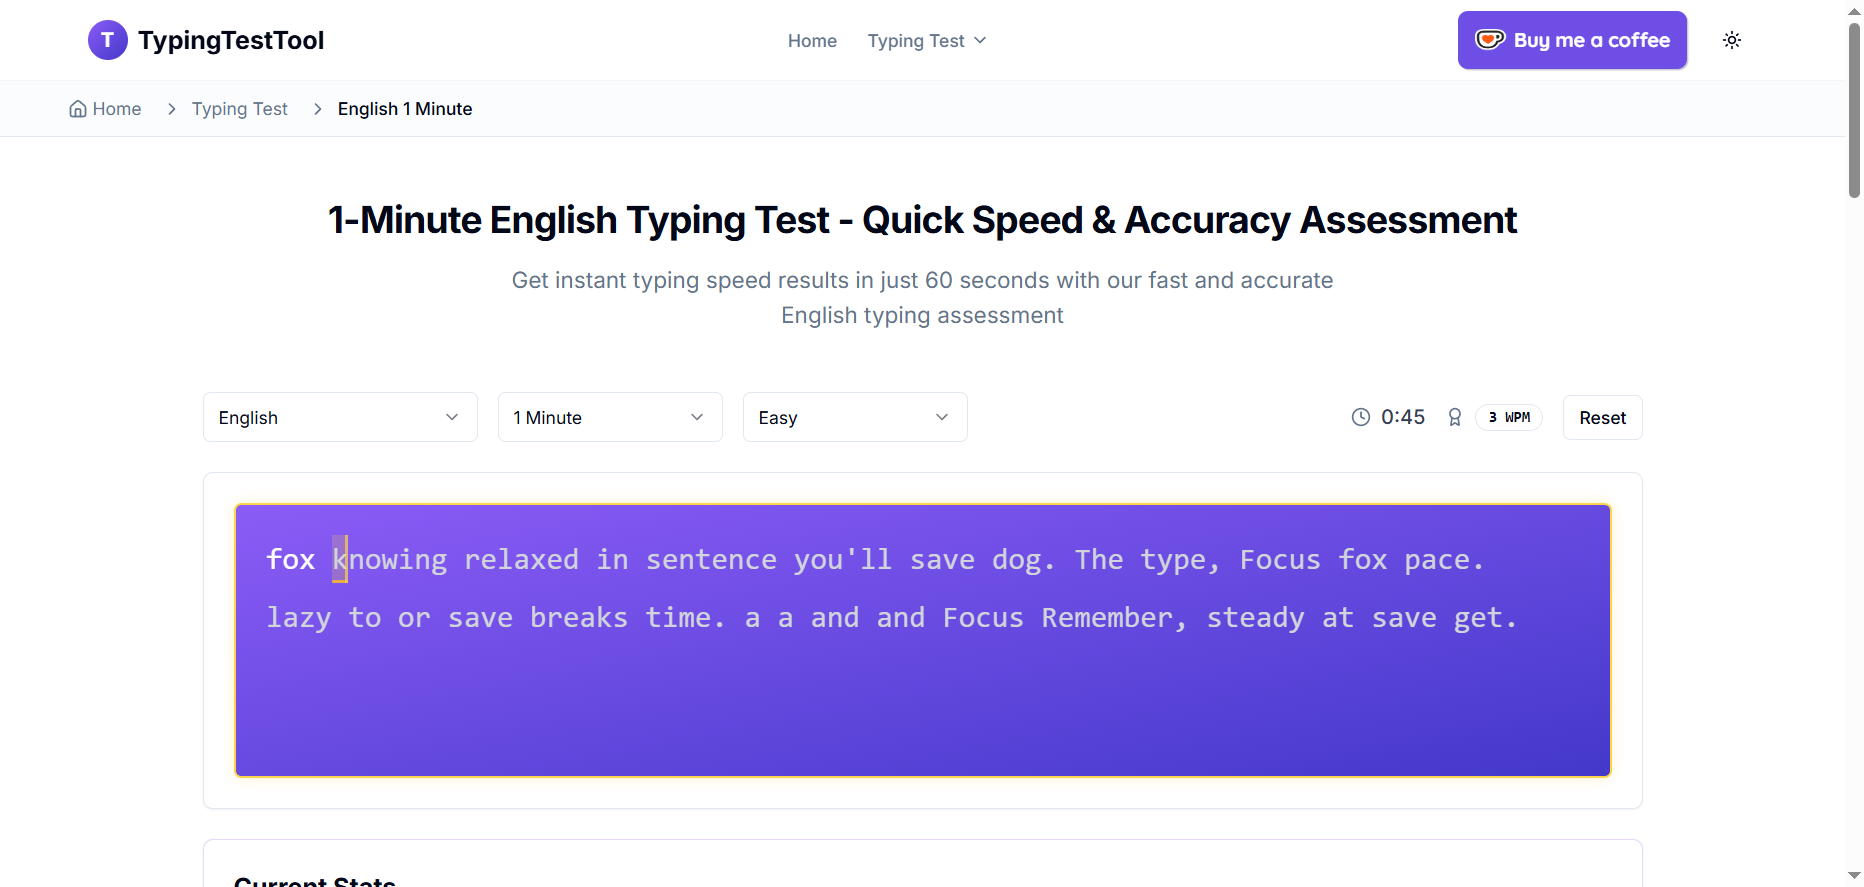 T TypingTestTool
Home
Typing Test
Buy me a coffee
Home
Typing Test
English 1 Minute
1-Minute English Typing Test - Quick Speed & Accuracy Assessment
Get instant typing speed results in just 60 seconds with our fast and accurate
English typing assessment
English
1 Minute
Easy
0:45
3 WPM
Reset
fox knowing relaxed in sentence you'll save dog. The type, Focus fox pace.
lazy to or save breaks time. a a and and Focus Remember, steady at save get.
Current Stats